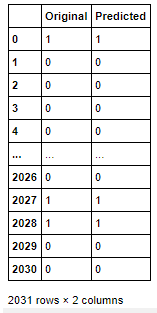 Original Predicted
0 1 1
1 0 0
2 0 0
3 0 0
4 0 0
... ... ...
2026 0 0
2027 1 1
2028 1 1
2029 0 0
2030 0 0
2031 rows × 2 columns